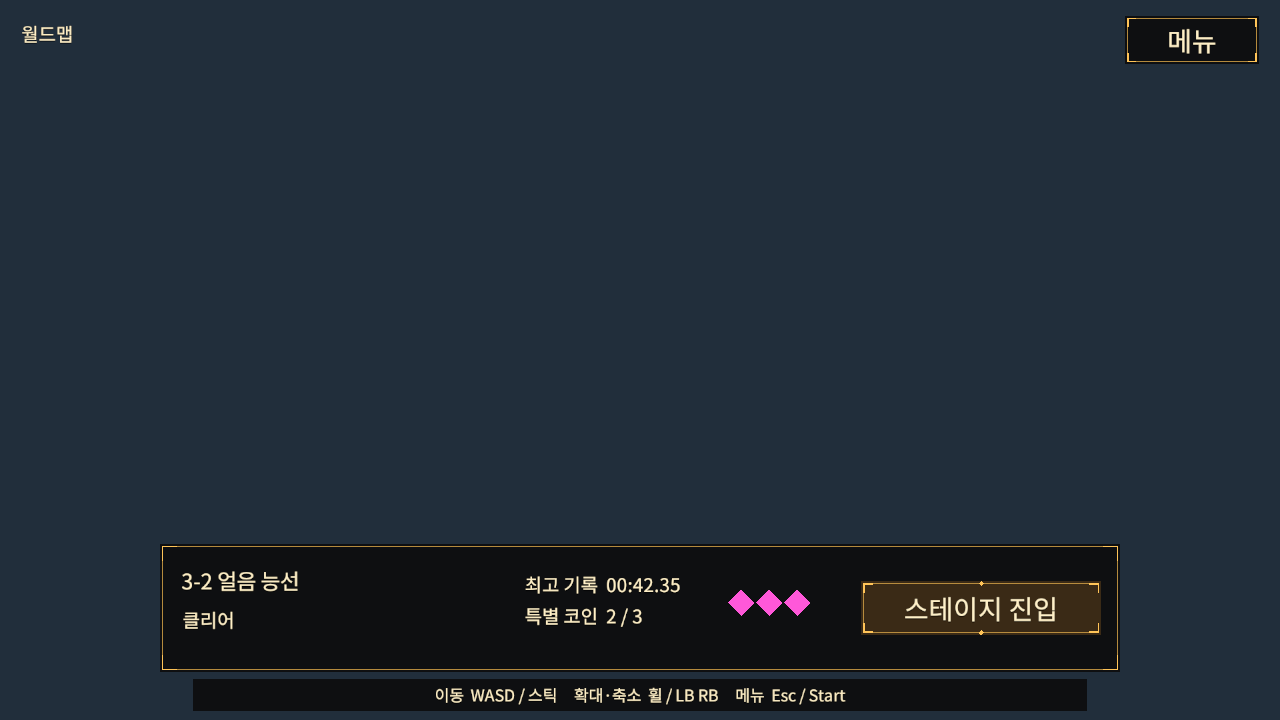 월드맵
메뉴
3-2 얼음 능선
클리어
최고 기록 00:42.35
특별 코인 2 / 3
스테이지 진입
이동 WASD / 스틱 확대·축소 휠 / LB RB 메뉴 Esc / Start